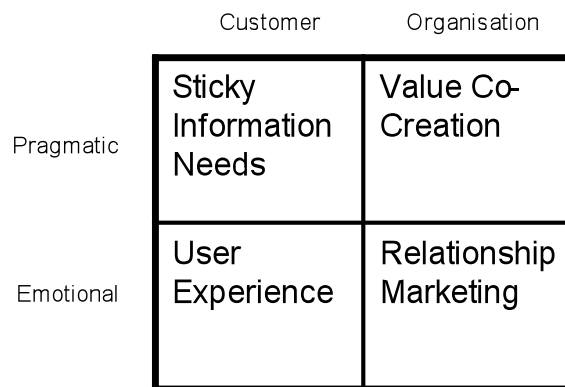 Customer Organisation
Pragmatic
Sticky
Information
Needs
Value Co-
Creation
Emotional
User
Experience
Relationship
Marketing